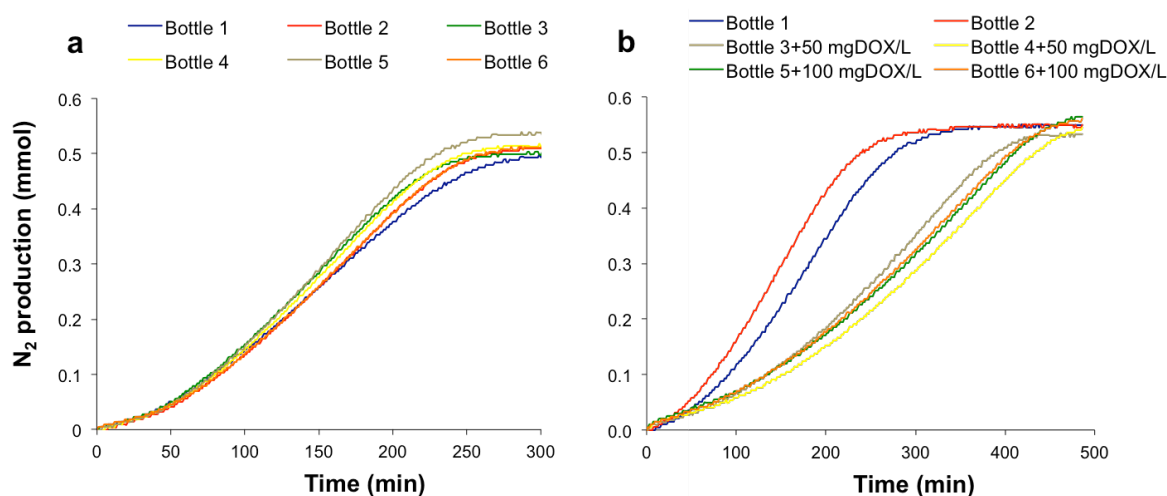 a
Bottle 1 Bottle 2 Bottle 3
Bottle 4 Bottle 5 Bottle 6
N2 production (mmol)
0.6
0.5
0.4
0.3
0.2
0.1
0
0 50 100 150 200 250 300
Time (min)
b
Bottle 1 Bottle 2
Bottle 3+50 mgDOX/L Bottle 4+50 mgDOX/L
Bottle 5+100 mgDOX/L Bottle 6+100 mgDOX/L
0.6
0.5
0.4
0.3
0.2
0.1
0.0
0 100 200 300 400 500
Time (min)